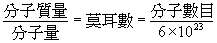 分子質量/分子量 = 莫耳數 = 分子數目/6×10²³